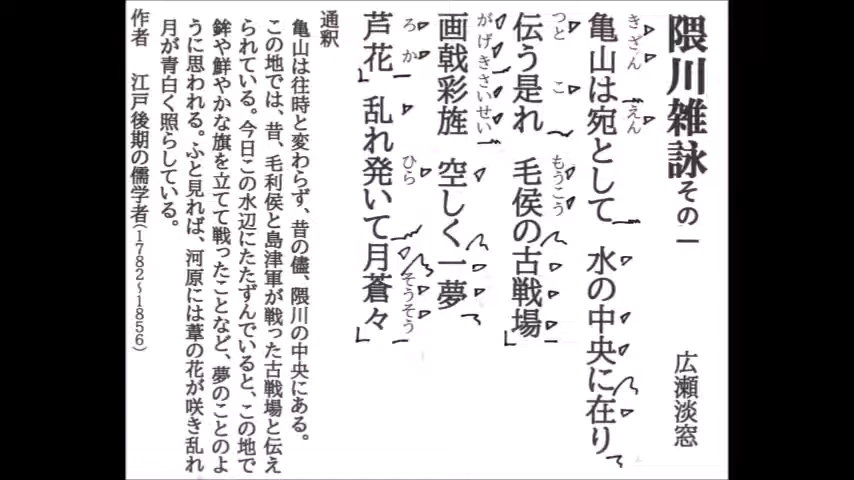 隈川雑詠その一
広瀬淡窓
亀山は宛として 水の中央に在り
きざん えん
伝う是れ 毛侯の古戦場」
つと こ もうこう
画戟彩旌 空しく一夢
がげきさいせい
芦花」乱れ発いて月蒼々」
ろか ひら そうそう
通釈
亀山は往時と変わらず、昔の儘、隈川の中央にある。
この地では、昔、毛利侯と島津軍が戦った古戦場と伝え
られている。今日この水辺にたたずんでいると、この地で
鉾や鮮やかな旗を立てて戦ったことなど、夢のことのよ
うに思われる。ふと見れば、河原には葦の花が咲き乱れ
月が青白く照らしている。
作者 江戸後期の儒学者(1782~1856)